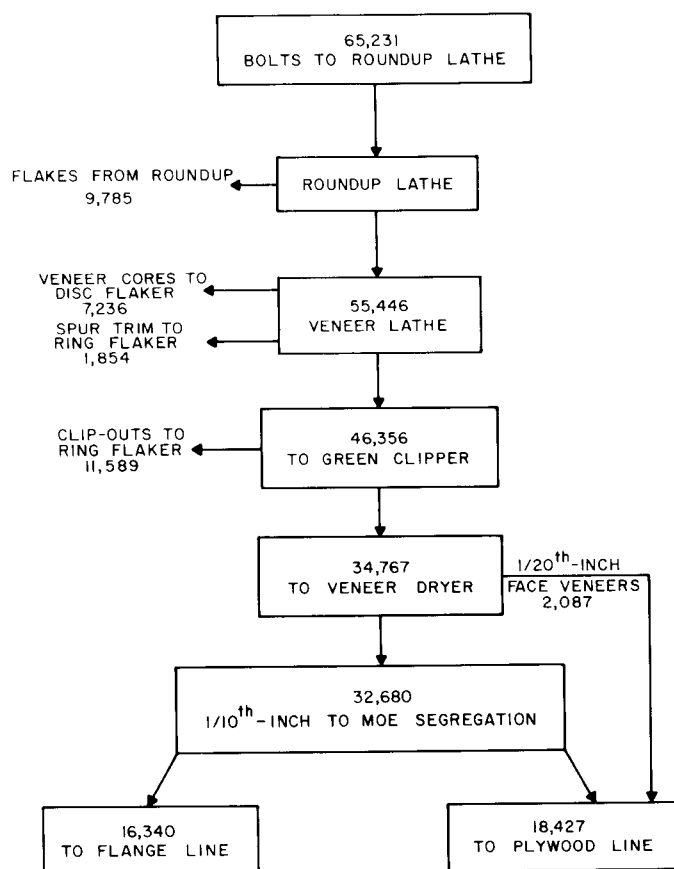 65,231
BOLTS TO ROUNDUP LATHE
FLAKES FROM ROUNDUP
9,785
ROUNDUP LATHE
VENEER CORES TO
DISC FLAKER
7,236
SPUR TRIM TO
RING FLAKER
1,854
55,446
VENEER LATHE
CLIP-OUTS TO
RING FLAKER
11,589
46,356
TO GREEN CLIPPER
34,767
TO VENEER DRYER
1/20th-INCH
FACE VENEERS
2,087
32,680
1/10th-INCH TO MOE SEGREGATION
16,340
TO FLANGE LINE
18,427
TO PLYWOOD LINE